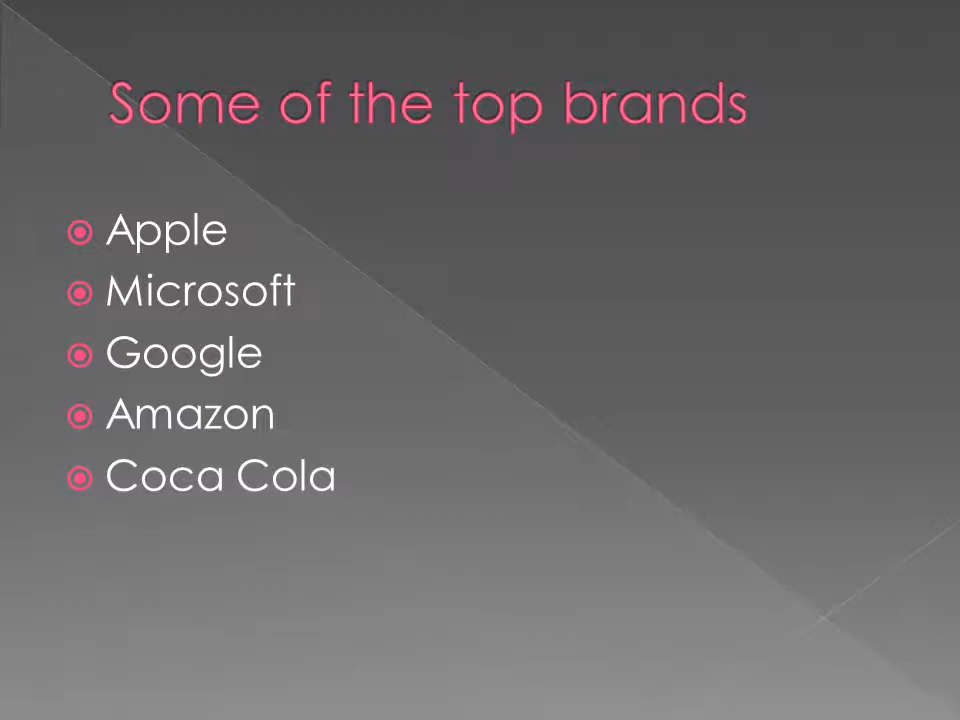 Some of the top brands
Apple
Microsoft
Google
Amazon
Coca Cola